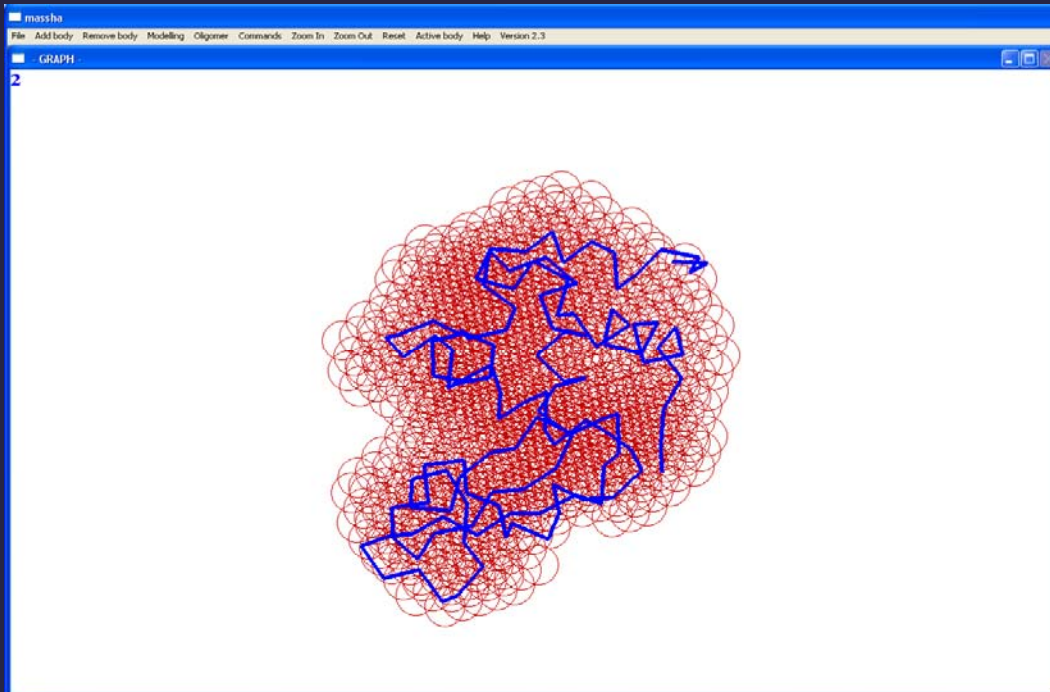 massha
File Add body Remove body Modelling Oligomer Commands Zoom In Zoom Out Reset Active body Help Version 2.3
- GRAPH -
2